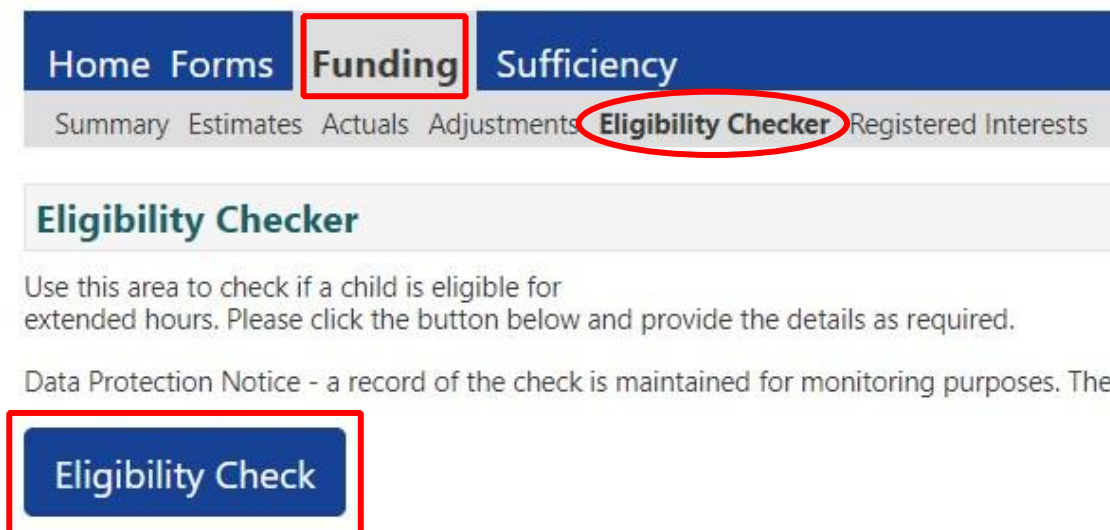 Home Forms Funding Sufficiency
Summary Estimates Actuals Adjustments Eligibility Checker Registered Interests
Eligibility Checker
Use this area to check if a child is eligible for
extended hours. Please click the button below and provide the details as required.
Data Protection Notice - a record of the check is maintained for monitoring purposes. The
Eligibility Check